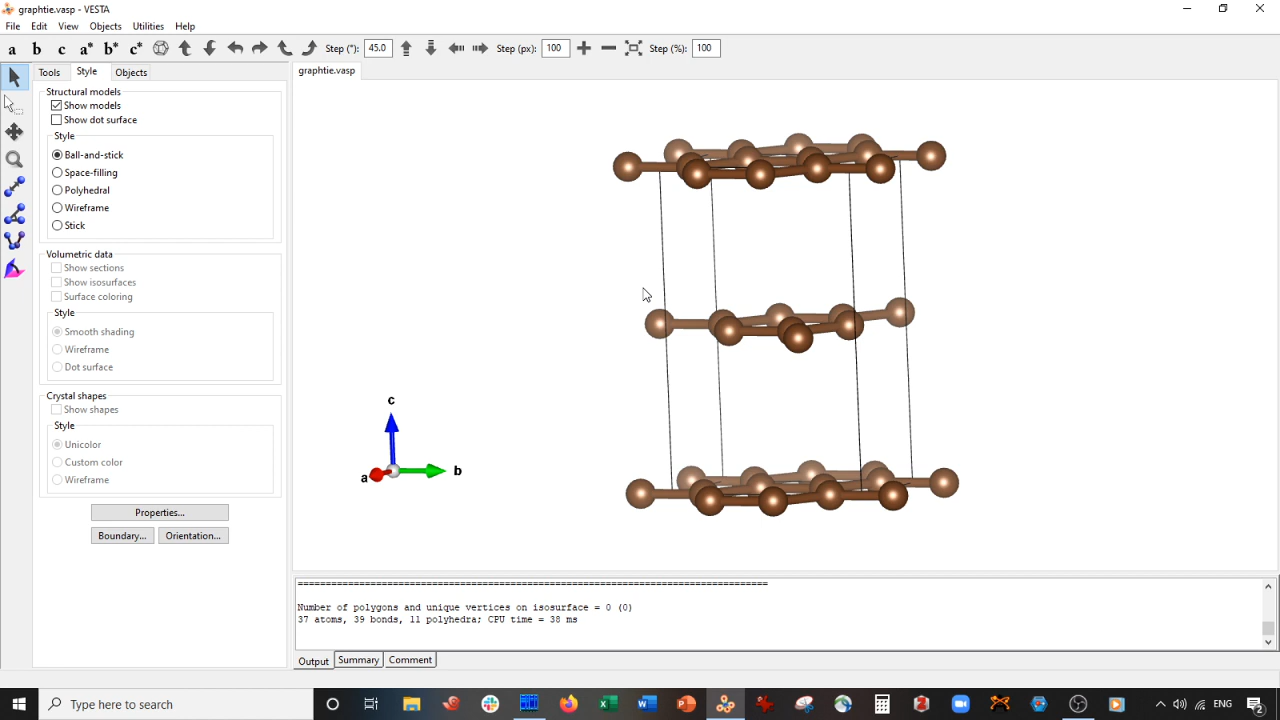 graphtie.vasp - VESTA
File Edit View Objects Utilities Help
a b c a* b* c* Step (°): 45.0 Step (px): 100 Step (%): 100
Tools Style Objects
graphtie.vasp
Structural models
Show models
Show dot surface
Style
Ball-and-stick
Space-filling
Polyhedral
Wireframe
Stick
Volumetric data
Show sections
Show isosurfaces
Surface coloring
Style
Smooth shading
Wireframe
Dot surface
Crystal shapes
Show shapes
Style
Unicolor
Custom color
Wireframe
Properties...
Boundary... Orientation...
c
a b
================================================================================
Number of polygons and unique vertices on isosurface = 0 (0)
37 atoms, 39 bonds, 11 polyhedra; CPU time = 38 ms
Output Summary Comment
Type here to search
ENG
2